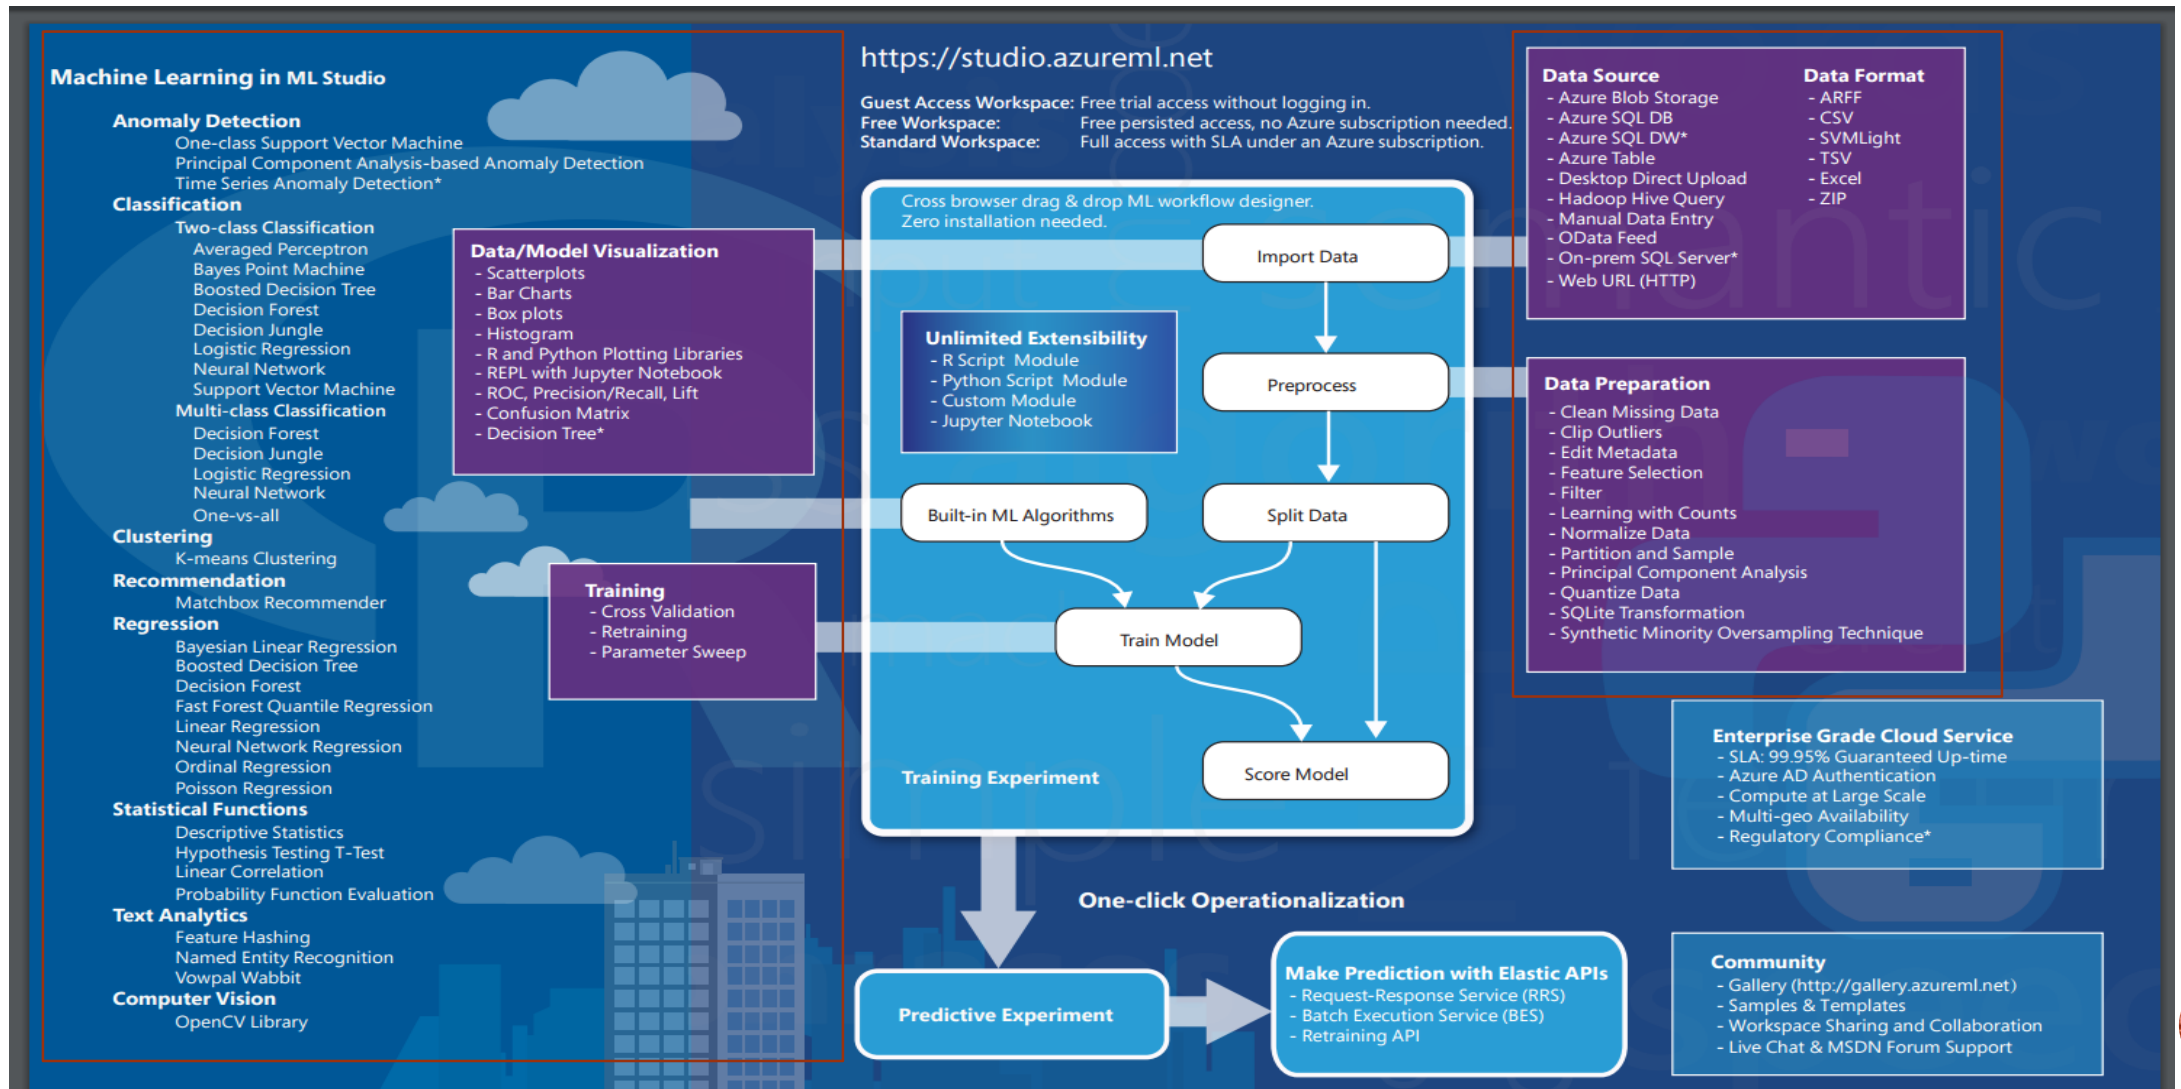 Machine Learning in ML Studio
Anomaly Detection
One-class Support Vector Machine
Principal Component Analysis-based Anomaly Detection
Time Series Anomaly Detection*
Classification
Two-class Classification
Averaged Perceptron
Bayes Point Machine
Boosted Decision Tree
Decision Forest
Decision Jungle
Logistic Regression
Neural Network
Support Vector Machine
Multi-class Classification
Decision Forest
Decision Jungle
Logistic Regression
Neural Network
One-vs-all
Clustering
K-means Clustering
Recommendation
Matchbox Recommender
Regression
Bayesian Linear Regression
Boosted Decision Tree
Decision Forest
Fast Forest Quantile Regression
Linear Regression
Neural Network Regression
Ordinal Regression
Poisson Regression
Statistical Functions
Descriptive Statistics
Hypothesis Testing T-Test
Linear Correlation
Probability Function Evaluation
Text Analytics
Feature Hashing
Named Entity Recognition
Vowpal Wabbit
Computer Vision
OpenCV Library
Data/Model Visualization
- Scatterplots
- Bar Charts
- Box plots
- Histogram
- R and Python Plotting Libraries
- REPL with Jupyter Notebook
- ROC, Precision/Recall, Lift
- Confusion Matrix
- Decision Tree*
Training
- Cross Validation
- Retraining
- Parameter Sweep
https://studio.azureml.net
Guest Access Workspace: Free trial access without logging in.
Free Workspace: Free persisted access, no Azure subscription needed.
Standard Workspace: Full access with SLA under an Azure subscription.
Cross browser drag & drop ML workflow designer.
Zero installation needed.
Import Data
Unlimited Extensibility
- R Script Module
- Python Script Module
- Custom Module
- Jupyter Notebook
Preprocess
Built-in ML Algorithms
Split Data
Train Model
Score Model
Training Experiment
One-click Operationalization
Predictive Experiment
Make Prediction with Elastic APIs
- Request-Response Service (RRS)
- Batch Execution Service (BES)
- Retraining API
Data Source
- Azure Blob Storage
- Azure SQL DB
- Azure SQL DW*
- Azure Table
- Desktop Direct Upload
- Hadoop Hive Query
- Manual Data Entry
- OData Feed
- On-prem SQL Server*
- Web URL (HTTP)
Data Format
- ARFF
- CSV
- SVMLight
- TSV
- Excel
- ZIP
Data Preparation
- Clean Missing Data
- Clip Outliers
- Edit Metadata
- Feature Selection
- Filter
- Learning with Counts
- Normalize Data
- Partition and Sample
- Principal Component Analysis
- Quantize Data
- SQLite Transformation
- Synthetic Minority Oversampling Technique
Enterprise Grade Cloud Service
- SLA: 99.95% Guaranteed Up-time
- Azure AD Authentication
- Compute at Large Scale
- Multi-geo Availability
- Regulatory Compliance*
Community
- Gallery (http://gallery.azureml.net)
- Samples & Templates
- Workspace Sharing and Collaboration
- Live Chat & MSDN Forum Support
semantic
simple